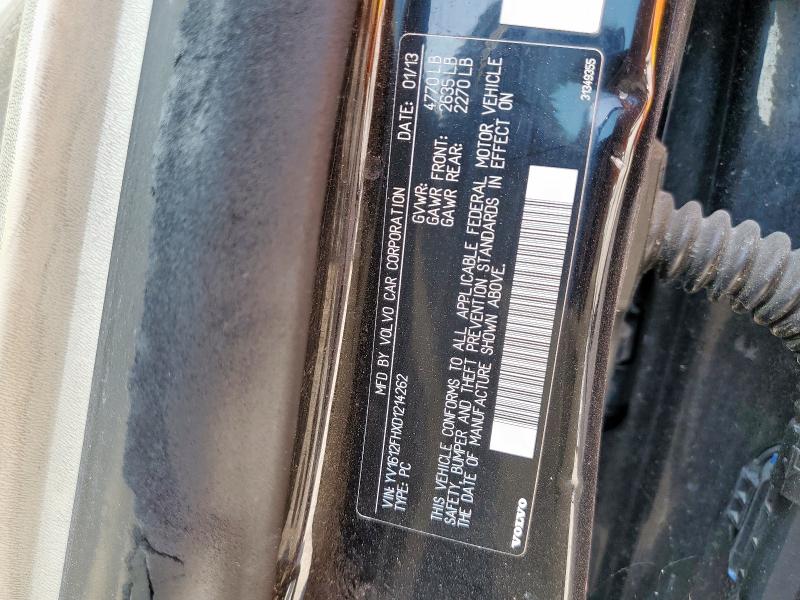 MFD BY VOLVO CAR CORPORATION DATE: 01/13
VIN: YV1612FHXD1214262
TYPE: PC
GVWR: 4770 LB
GAWR FRONT: 2635 LB
GAWR REAR: 2270 LB
THIS VEHICLE CONFORMS TO ALL APPLICABLE FEDERAL MOTOR VEHICLE
SAFETY, BUMPER AND THEFT PREVENTION STANDARDS IN EFFECT ON
THE DATE OF MANUFACTURE SHOWN ABOVE.
VOLVO
31349355